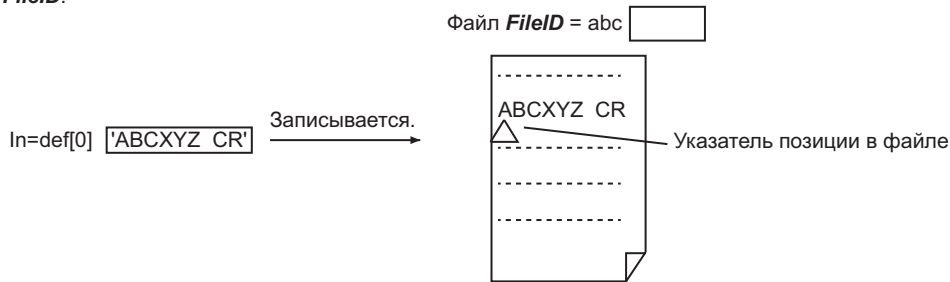 FileID.
Файл FileID = abc
ABCXYZ CR
In=def[0] 'ABCXYZ CR'
Записывается.
Указатель позиции в файле